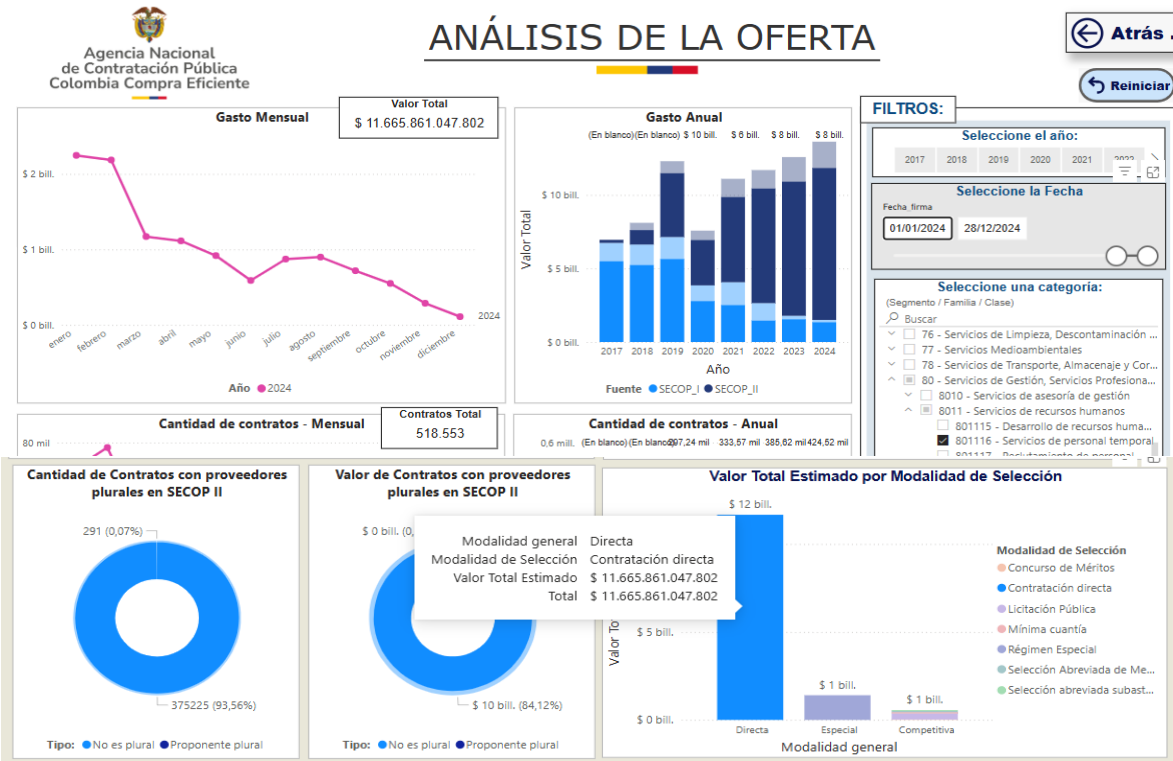 Agencia Nacional
de Contratación Pública
Colombia Compra Eficiente
ANÁLISIS DE LA OFERTA
Atrás
Reiniciar
Gasto Mensual
Valor Total
$ 11.665.861.047.802
$ 2 bill.
$ 1 bill.
$ 0 bill.
enero
febrero
marzo
abril
mayo
junio
julio
agosto
septiembre
octubre
noviembre
diciembre
2024
Año 2024
Gasto Anual
(En blanco)(En blanco) $ 10 bill. $ 6 bill. $ 8 bill. $ 8 bill.
$ 10 bill.
$ 5 bill.
$ 0 bill.
Valor Total
2017 2018 2019 2020 2021 2022 2023 2024
Año
Fuente SECOP_I SECOP_II
FILTROS:
Seleccione el año:
2017 2018 2019 2020 2021 2022
Seleccione la Fecha
Fecha_firma
01/01/2024 28/12/2024
Seleccione una categoría:
(Segmento / Familia / Clase)
Buscar
76 - Servicios de Limpieza, Descontaminación ...
77 - Servicios Medioambientales
78 - Servicios de Transporte, Almacenaje y Cor...
80 - Servicios de Gestión, Servicios Profesiona...
8010 - Servicios de asesoría de gestión
8011 - Servicios de recursos humanos
801115 - Desarrollo de recursos huma...
801116 - Servicios de personal temporal
801117 - Reclutamiento de personal
Cantidad de contratos - Mensual
Contratos Total
518.553
80 mil
Cantidad de contratos - Anual
0,6 mill. (En blanco) (En blanco) 297,24 mil 333,57 mil 385,62 mil 424,52 mil
Cantidad de Contratos con proveedores
plurales en SECOP II
291 (0,07%)
375225 (93,56%)
Tipo: No es plural Proponente plural
Valor de Contratos con proveedores
plurales en SECOP II
$ 0 bill. (0,
$ 10 bill. (84,12%)
Tipo: No es plural Proponente plural
Modalidad general Directa
Modalidad de Selección Contratación directa
Valor Total Estimado $ 11.665.861.047.802
Total $ 11.665.861.047.802
Valor Total Estimado por Modalidad de Selección
$ 12 bill.
$ 5 bill.
$ 0 bill.
$ 1 bill.
$ 1 bill.
Directa Especial Competitiva
Modalidad general
Modalidad de Selección
Concurso de Méritos
Contratación directa
Licitación Pública
Mínima cuantía
Régimen Especial
Selección Abreviada de Me...
Selección abreviada subast...